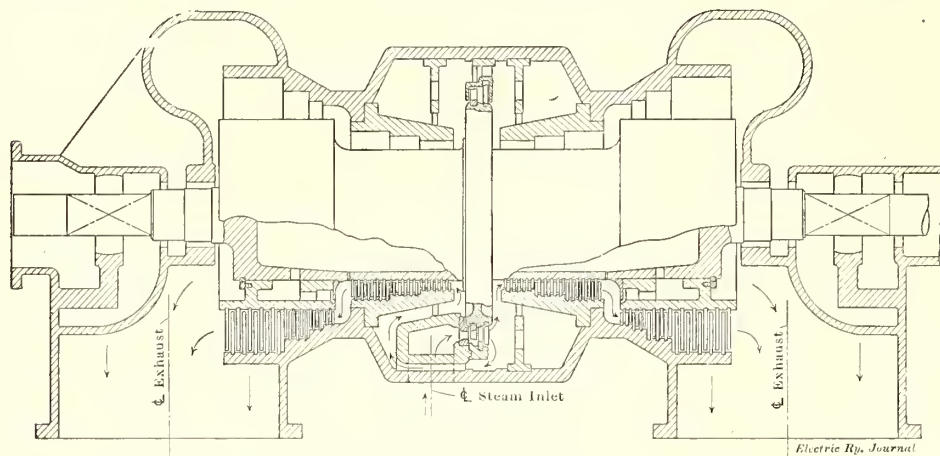 ℄ Exhaust
℄ Steam Inlet
℄ Exhaust
Electric Ry. Journal